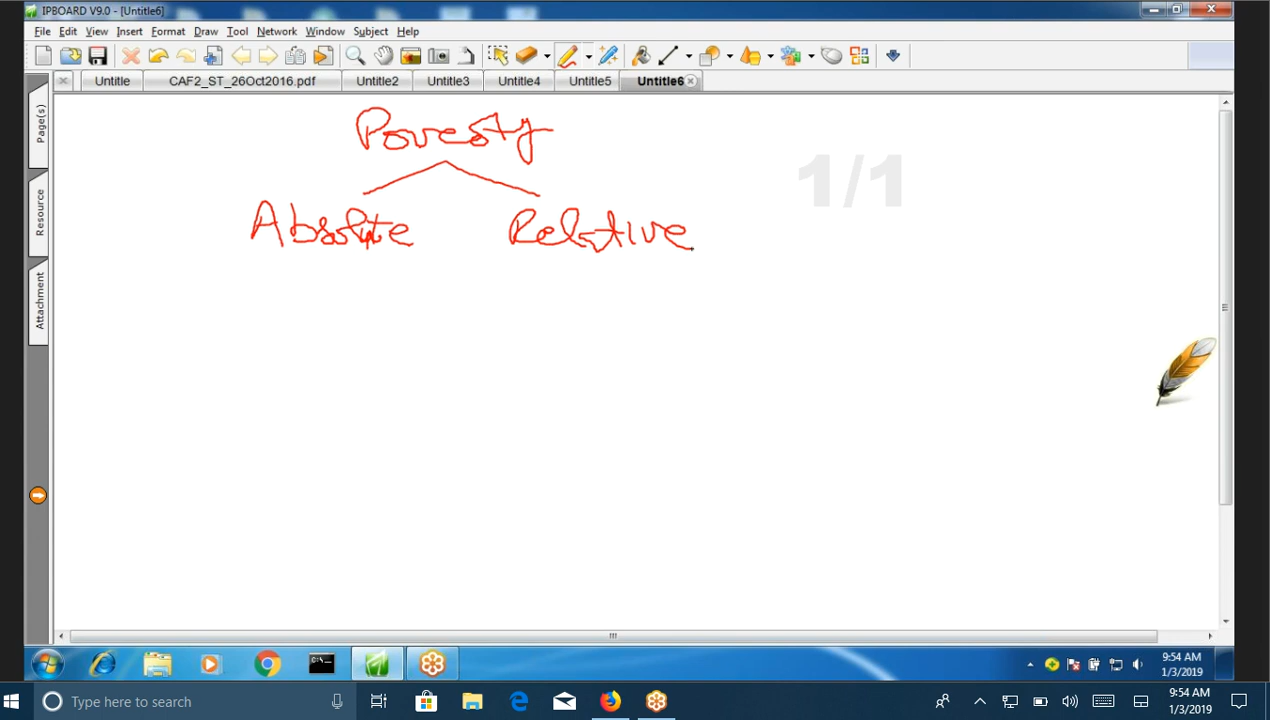 IPBOARD V9.0 - [Untitle6]
File Edit View Insert Format Draw Tool Network Window Subject Help
Untitle CAF2_ST_26Oct2016.pdf Untitle2 Untitle3 Untitle4 Untitle5 Untitle6
Page(s)
Resource
Attachment
Poverty
1/1
Absolute Relative
9:54 AM
1/3/2019
Type here to search
9:54 AM
1/3/2019